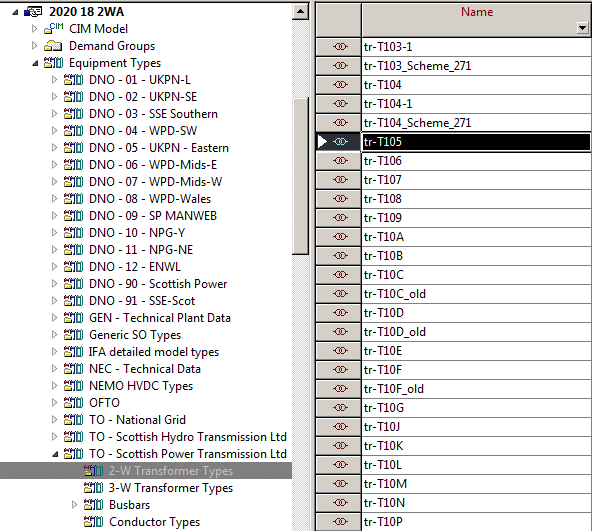 2020 18 2WA
CIM CIM Model
Demand Groups
Equipment Types
DNO - 01 - UKPN-L
DNO - 02 - UKPN-SE
DNO - 03 - SSE Southern
DNO - 04 - WPD-SW
DNO - 05 - UKPN - Eastern
DNO - 06 - WPD-Mids-E
DNO - 07 - WPD-Mids-W
DNO - 08 - WPD-Wales
DNO - 09 - SP MANWEB
DNO - 10 - NPG-Y
DNO - 11 - NPG-NE
DNO - 12 - ENWL
DNO - 90 - Scottish Power
DNO - 91 - SSE-Scot
GEN - Technical Plant Data
Generic SO Types
IFA detailed model types
NEC - Technical Data
NEMO HVDC Types
OFTO
TO - National Grid
TO - Scottish Hydro Transmission Ltd
TO - Scottish Power Transmission Ltd
2-W Transformer Types
3-W Transformer Types
Busbars
Conductor Types
Name
tr-T103-1
tr-T103_Scheme_271
tr-T104
tr-T104-1
tr-T104_Scheme_271
tr-T105
tr-T106
tr-T107
tr-T108
tr-T109
tr-T10A
tr-T10B
tr-T10C
tr-T10C_old
tr-T10D
tr-T10D_old
tr-T10E
tr-T10F
tr-T10F_old
tr-T10G
tr-T10J
tr-T10K
tr-T10L
tr-T10M
tr-T10N
tr-T10P